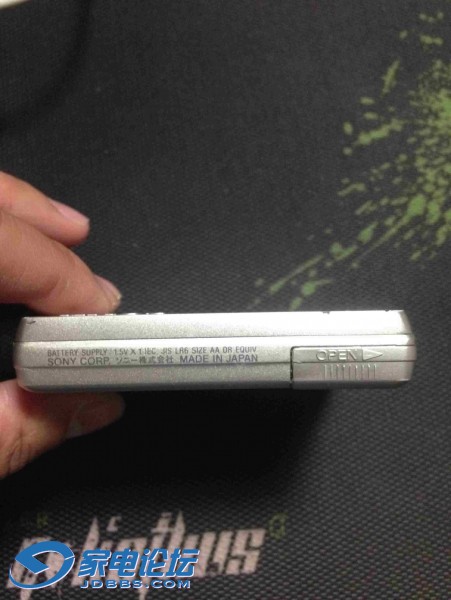 BATTERY SUPPLY : 1.5V X 1 IEC, JIS LR6 SIZE AA OR EQUIV
SONY CORP. ソニー株式会社 MADE IN JAPAN
OPEN
家电论坛
JDBBS.COM